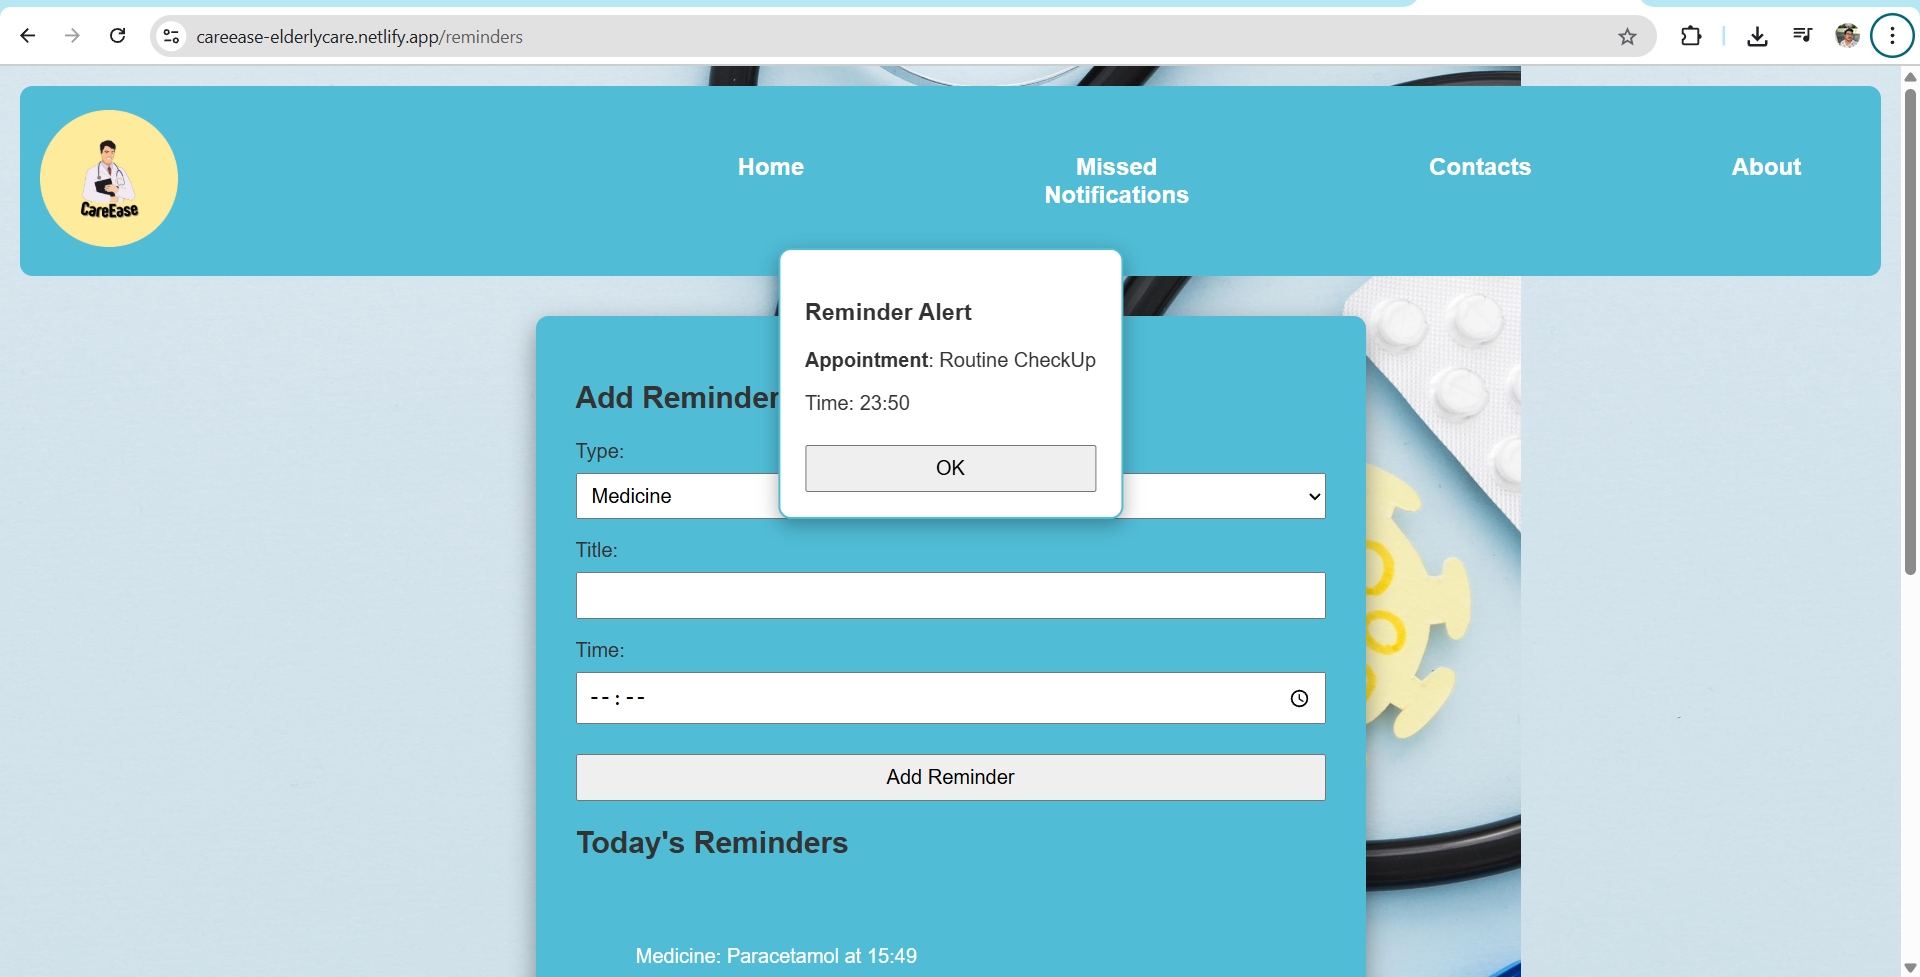 careease-elderlycare.netlify.app/reminders
CareEase
Home
Missed
Notifications
Contacts
About
Reminder Alert
Appointment: Routine CheckUp
Time: 23:50
OK
Add Reminder
Type:
Medicine
Title:
Time:
--:--
Add Reminder
Today's Reminders
Medicine: Paracetamol at 15:49